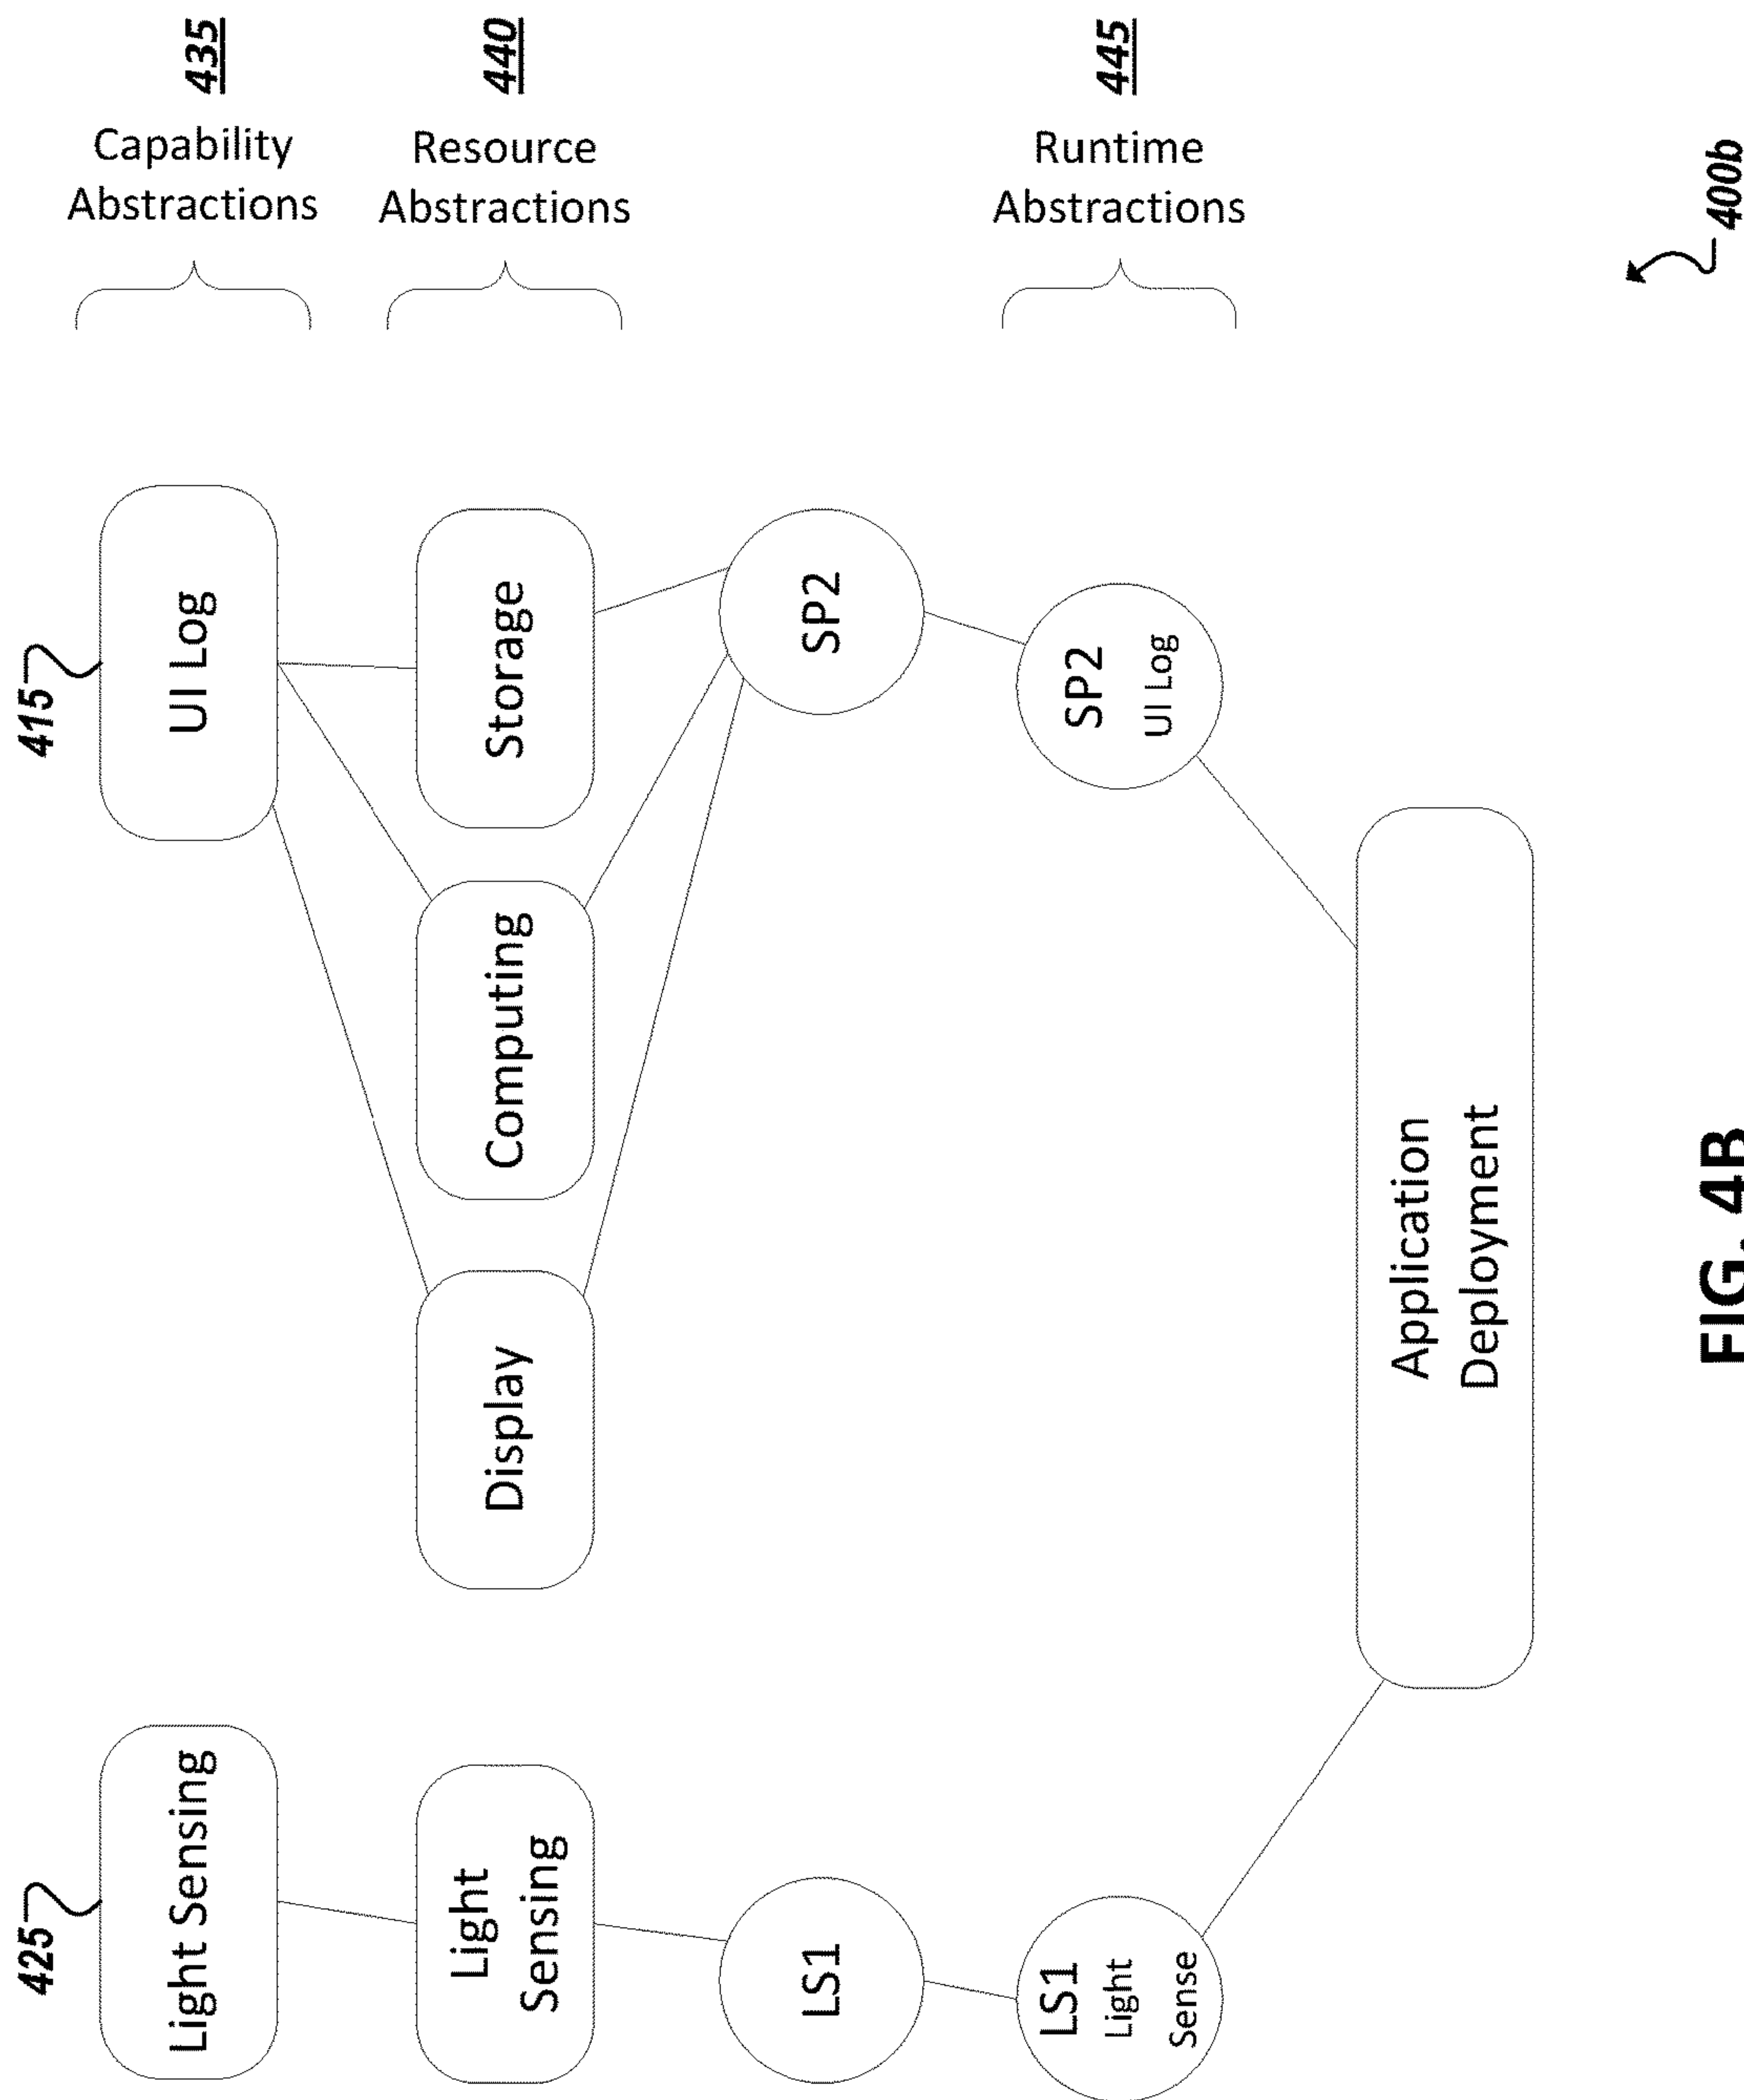 425
415
Light Sensing
UI Log
Capability
Abstractions
435
Light
Sensing
Display
Computing
Storage
Resource
Abstractions
440
LS1
SP2
LS1
Light
Sense
SP2
UI Log
Runtime
Abstractions
445
Application
Deployment
400b
FIG. 4B